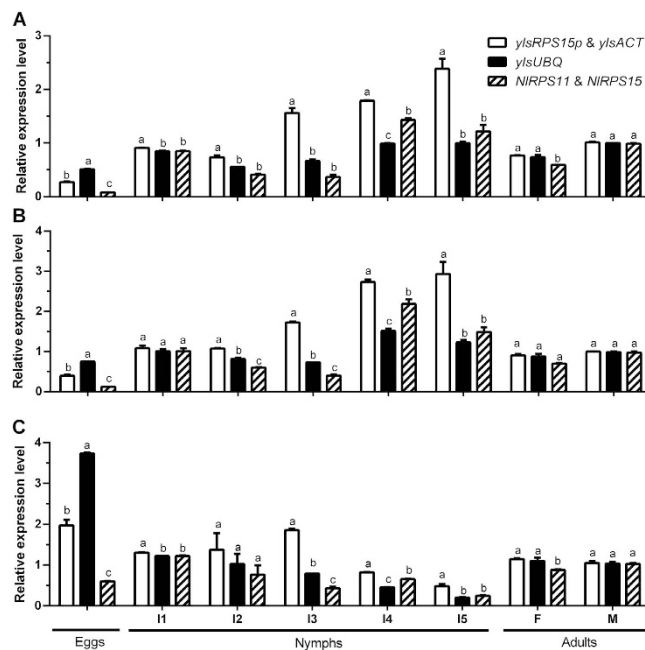 A
Relative expression level
3
2
1
0
b a c
a b b
a b b
a b b
a c b
a b b
a a b
a a a
ylsRPS15p & ylsACT
ylsUBQ
NlRPS11 & NlRPS15
B
Relative expression level
4
3
2
1
0
b a c
a a a
a b c
a b c
a c b
a b b
a a a
a a a
C
Relative expression level
4
3
2
1
0
b a c
a b b
a a a
a b c
a c b
a b b
a a b
a a a
I1 I2 I3 I4 I5 F M
Eggs Nymphs Adults